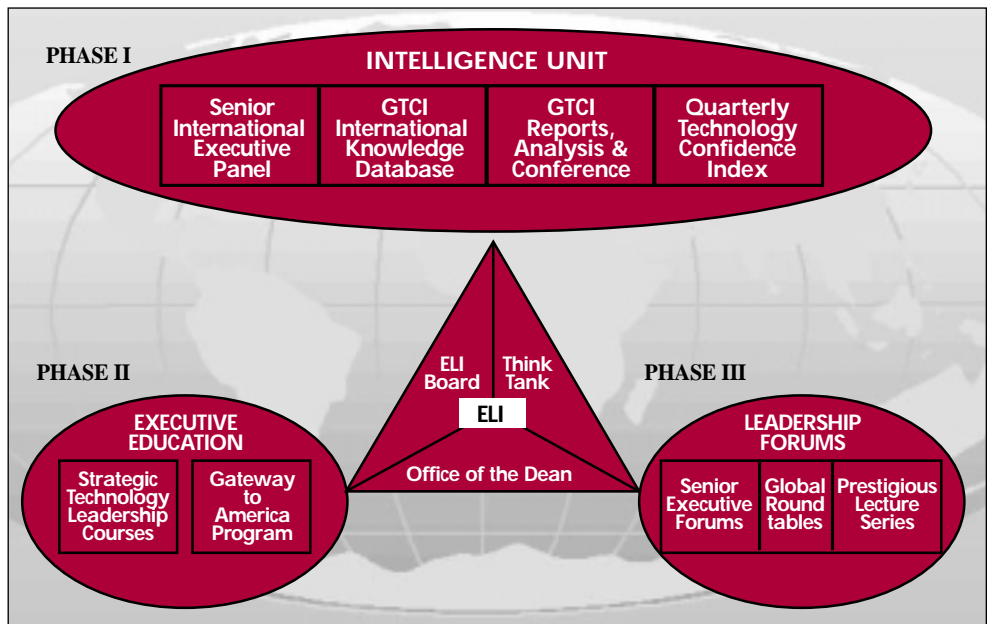 PHASE I
INTELLIGENCE UNIT
Senior
International
Executive
Panel
GTCI
International
Knowledge
Database
GTCI
Reports,
Analysis &
Conference
Quarterly
Technology
Confidence
Index
ELI
Board
Think
Tank
ELI
Office of the Dean
PHASE II
EXECUTIVE
EDUCATION
Strategic
Technology
Leadership
Courses
Gateway
to
America
Program
PHASE III
LEADERSHIP
FORUMS
Senior
Executive
Forums
Global
Round
tables
Prestigious
Lecture
Series